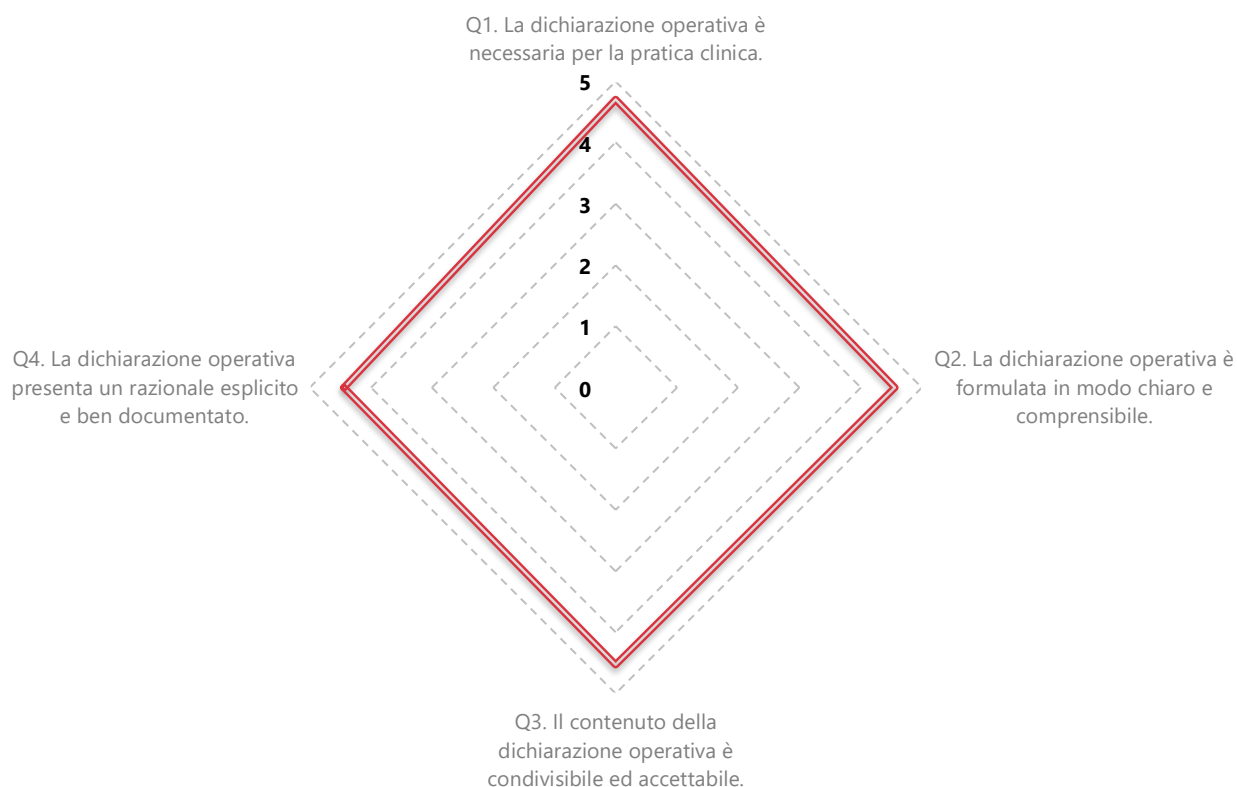 Q1. La dichiarazione operativa è
necessaria per la pratica clinica.
5
4
3
2
1
0
Q4. La dichiarazione operativa
presenta un razionale esplicito
e ben documentato.
Q2. La dichiarazione operativa è
formulata in modo chiaro e
comprensibile.
Q3. Il contenuto della
dichiarazione operativa è
condivisibile ed accettabile.